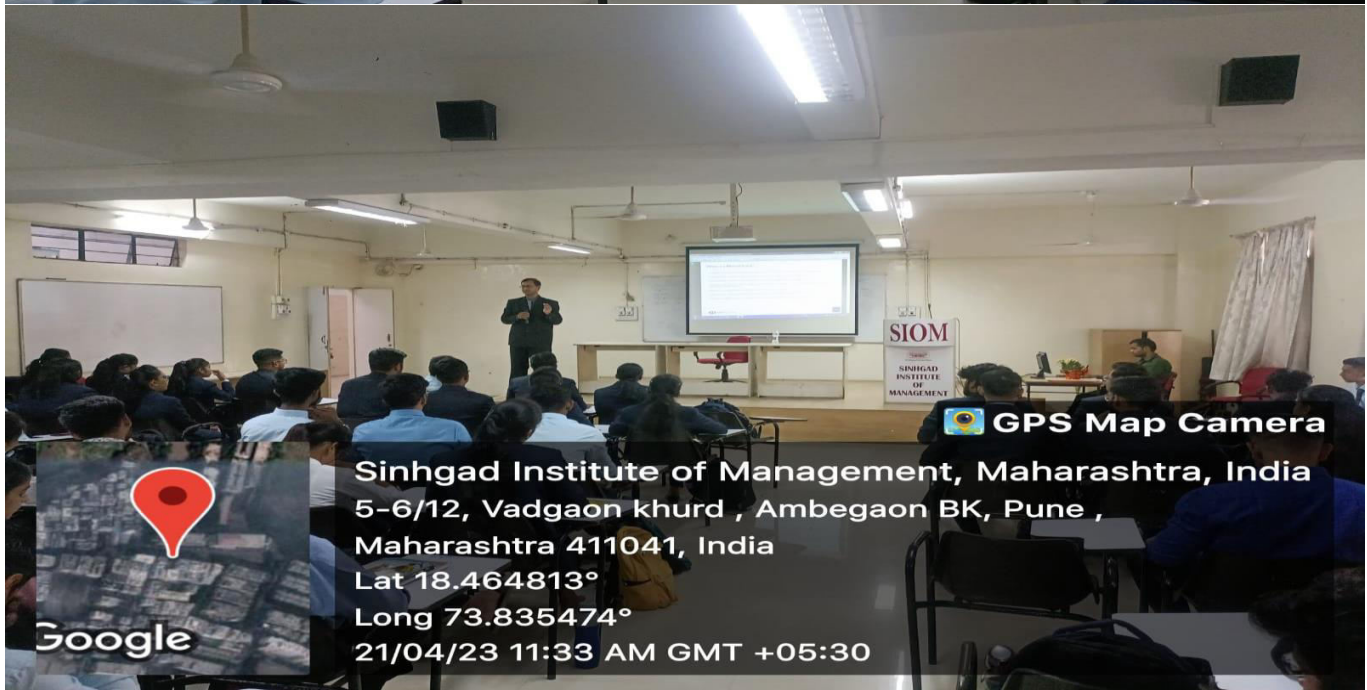 SIOM
SINHGAD
INSTITUTE
OF
MANAGEMENT
GPS Map Camera
Sinhgad Institute of Management, Maharashtra, India
5-6/12, Vadgaon khurd , Ambegaon BK, Pune ,
Maharashtra 411041, India
Lat 18.464813°
Long 73.835474°
21/04/23 11:33 AM GMT +05:30
Google